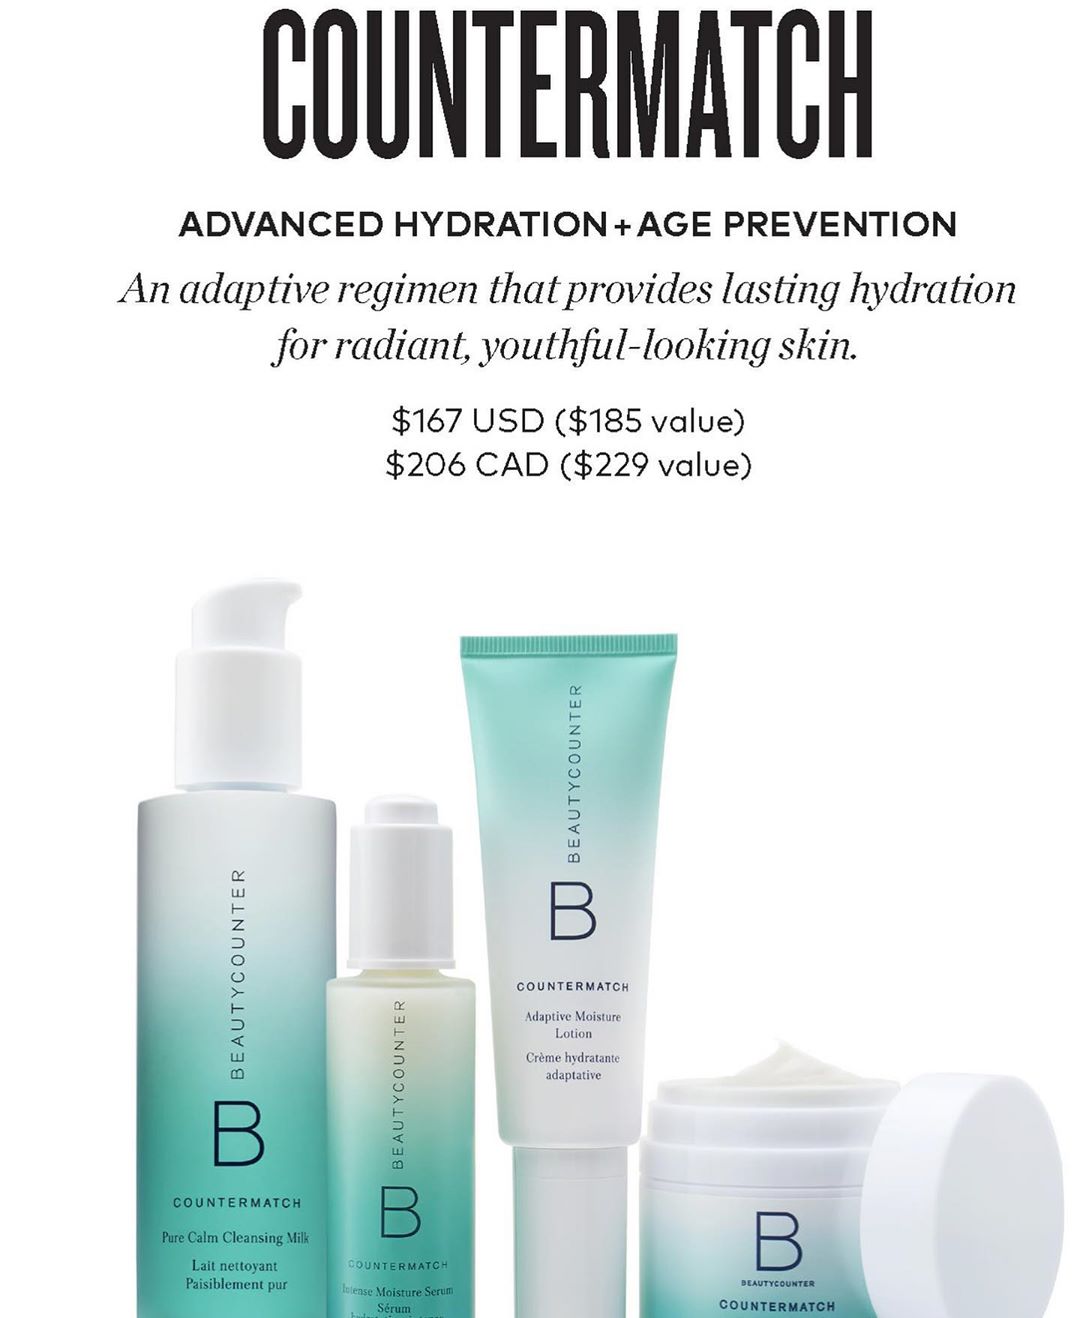 COUNTERMATCH
ADVANCED HYDRATION + AGE PREVENTION
An adaptive regimen that provides lasting hydration
for radiant, youthful-looking skin.
$167 USD ($185 value)
$206 CAD ($229 value)
BEAUTYCOUNTER
B
COUNTERMATCH
Pure Calm Cleansing Milk
Lait nettoyant
Paisiblement pur
BEAUTYCOUNTER
B
COUNTERMATCH
Intense Moisture Serum
Sérum
BEAUTYCOUNTER
B
COUNTERMATCH
Adaptive Moisture
Lotion
Crème hydratante
adaptative
B
BEAUTYCOUNTER
COUNTERMATCH